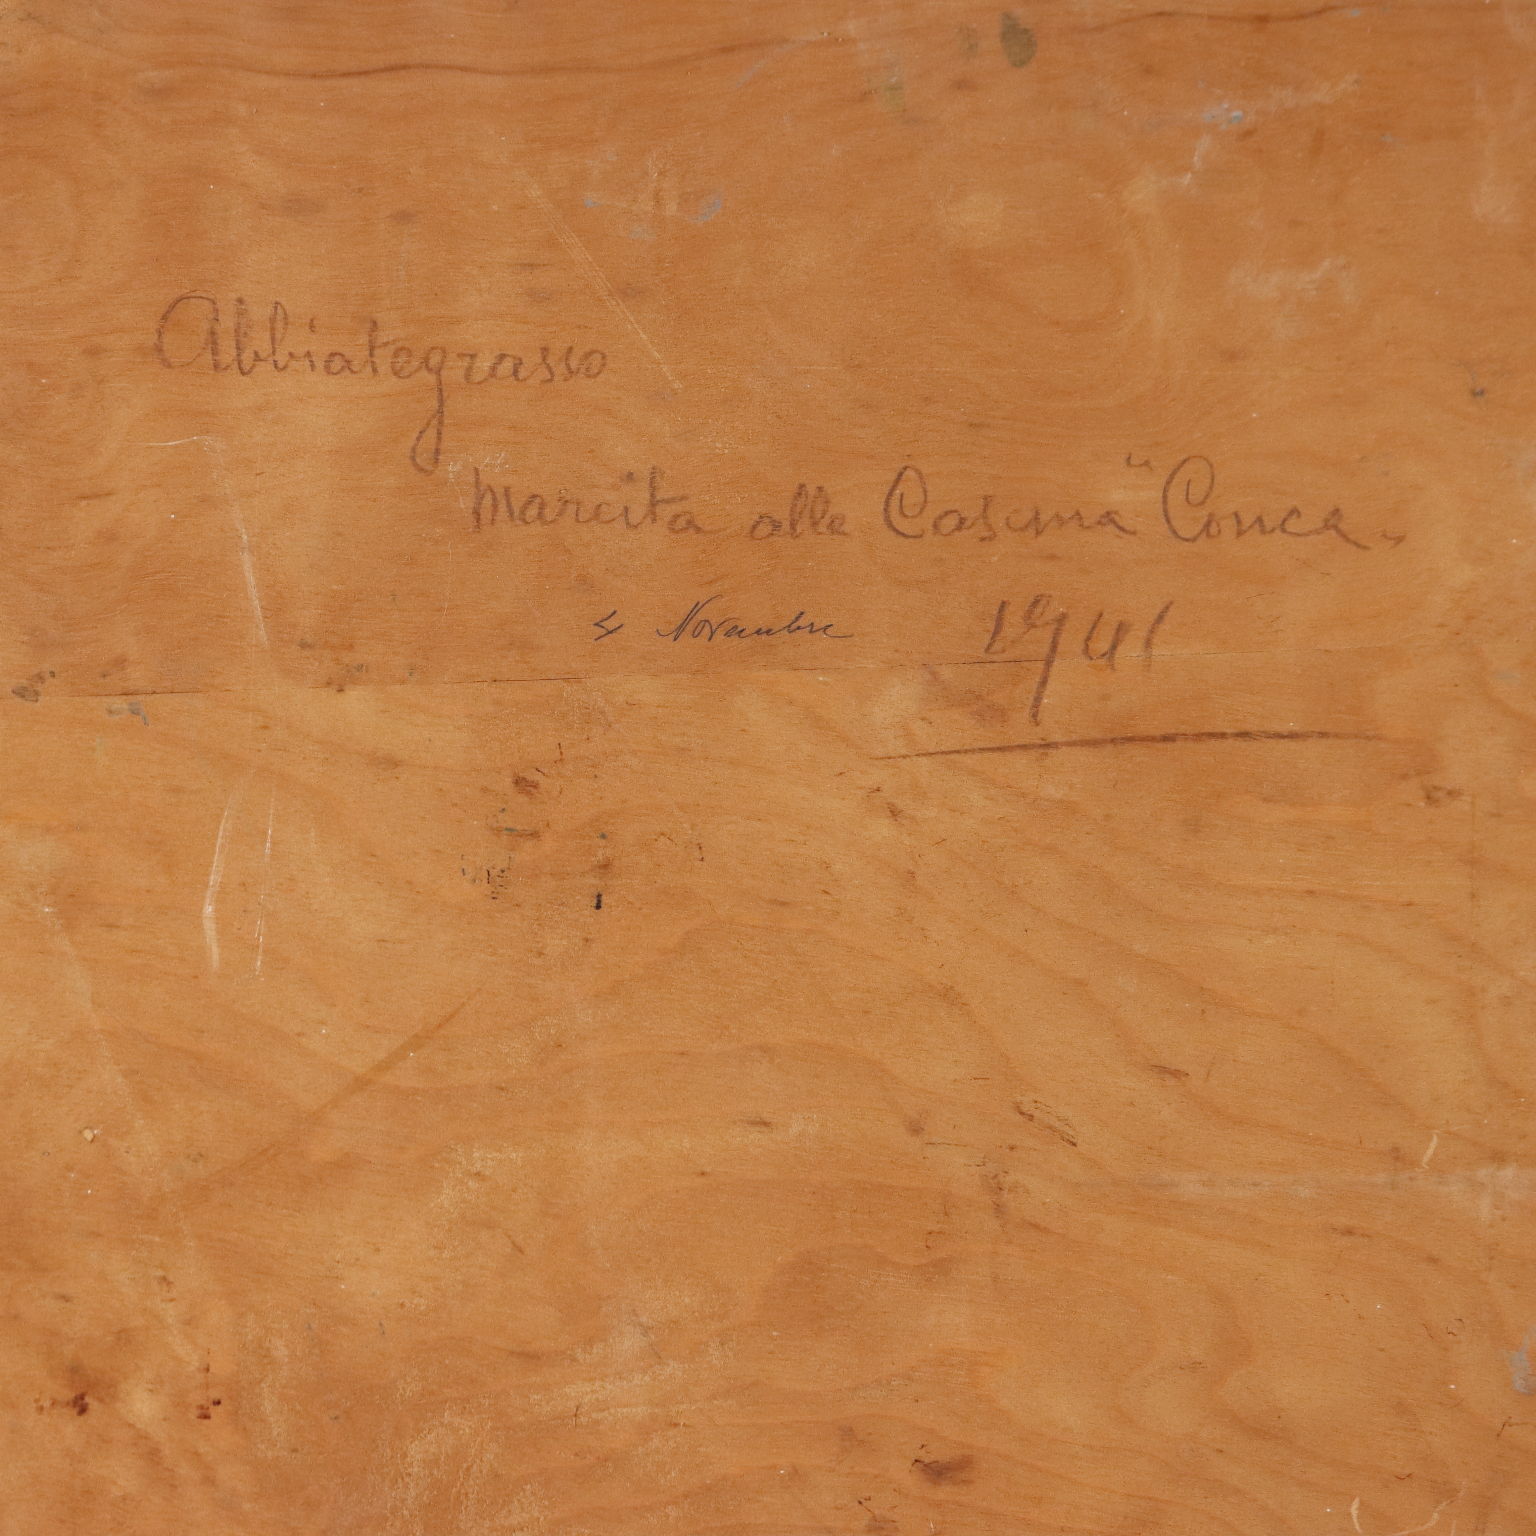 Abbiategrasso
Marcita alla Cascina "Conca"
4 Novembre 1941